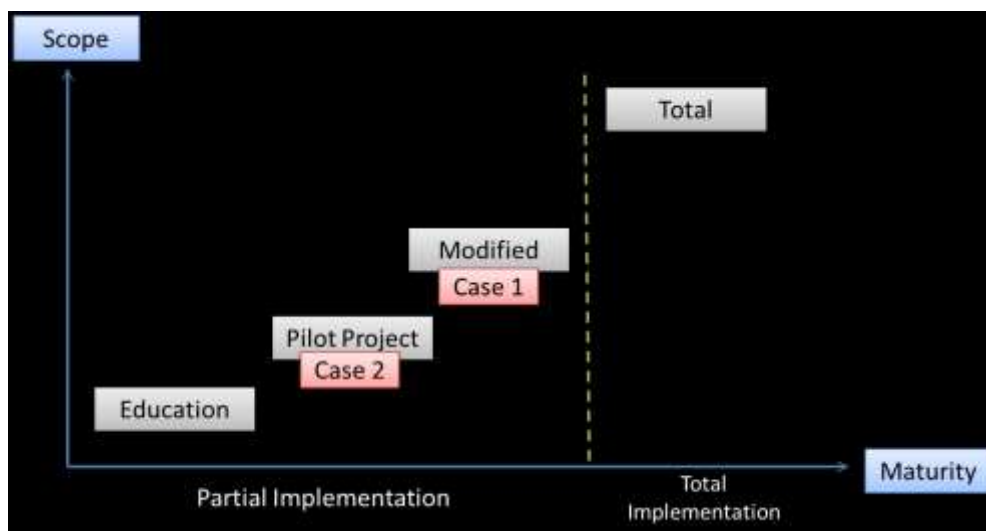 Scope
Total
Modified
Case 1
Pilot Project
Case 2
Education
Maturity
Partial Implementation
Total
Implementation